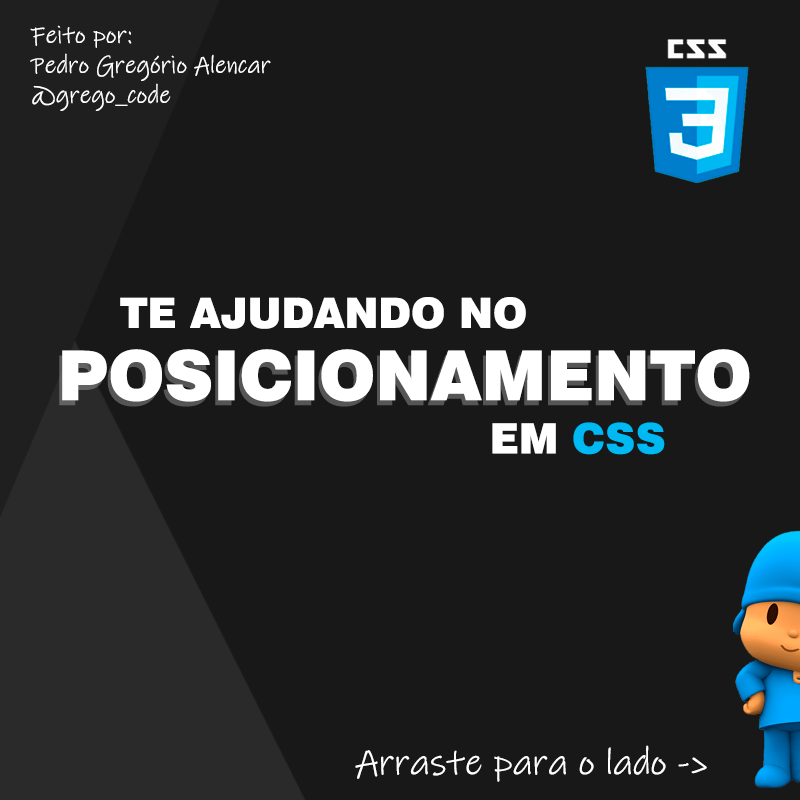 Feito por:
Pedro Gregório Alencar
@grego_code
CSS
3
TE AJUDANDO NO
POSICIONAMENTO
EM CSS
Arraste para o lado ->